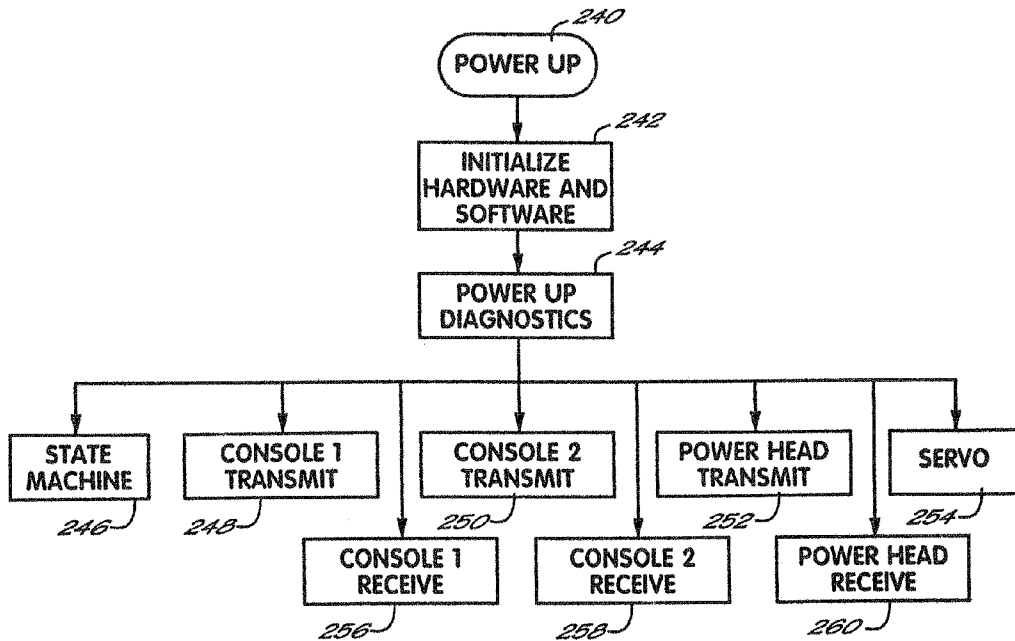 240
POWER UP
242
INITIALIZE
HARDWARE AND
SOFTWARE
244
POWER UP
DIAGNOSTICS
STATE
MACHINE
246
CONSOLE 1
TRANSMIT
248
CONSOLE 2
TRANSMIT
250
POWER HEAD
TRANSMIT
252
SERVO
254
CONSOLE 1
RECEIVE
256
CONSOLE 2
RECEIVE
258
POWER HEAD
RECEIVE
260